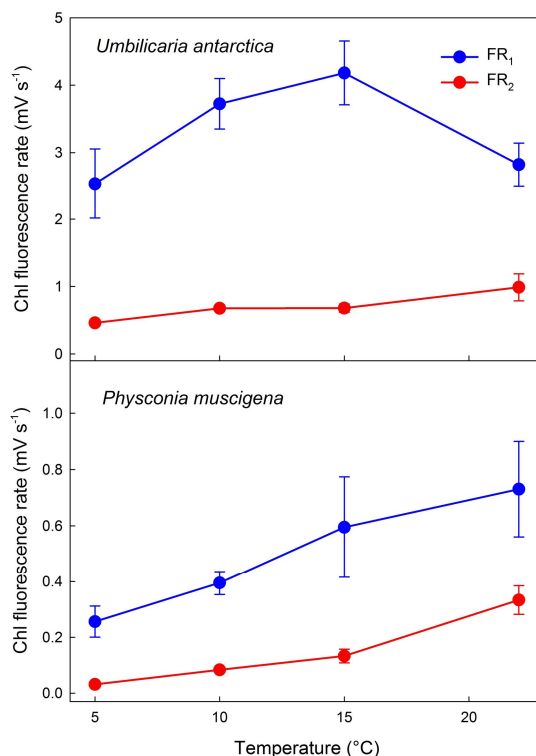 5
Umbilicaria antarctica
FR₁
FR₂
4
3
2
1
0
Chl fluorescence rate (mV s⁻¹)
Physconia muscigena
1.0
0.8
0.6
0.4
0.2
0.0
Chl fluorescence rate (mV s⁻¹)
5 10 15 20
Temperature (°C)